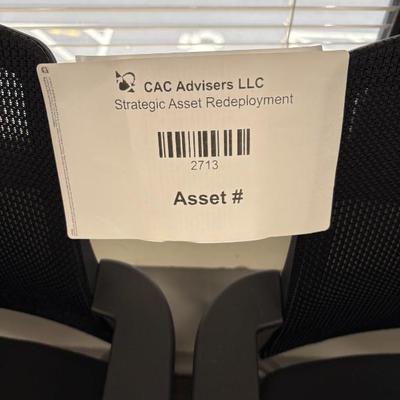 CAC Advisers LLC
Strategic Asset Redeployment
2713
Asset #